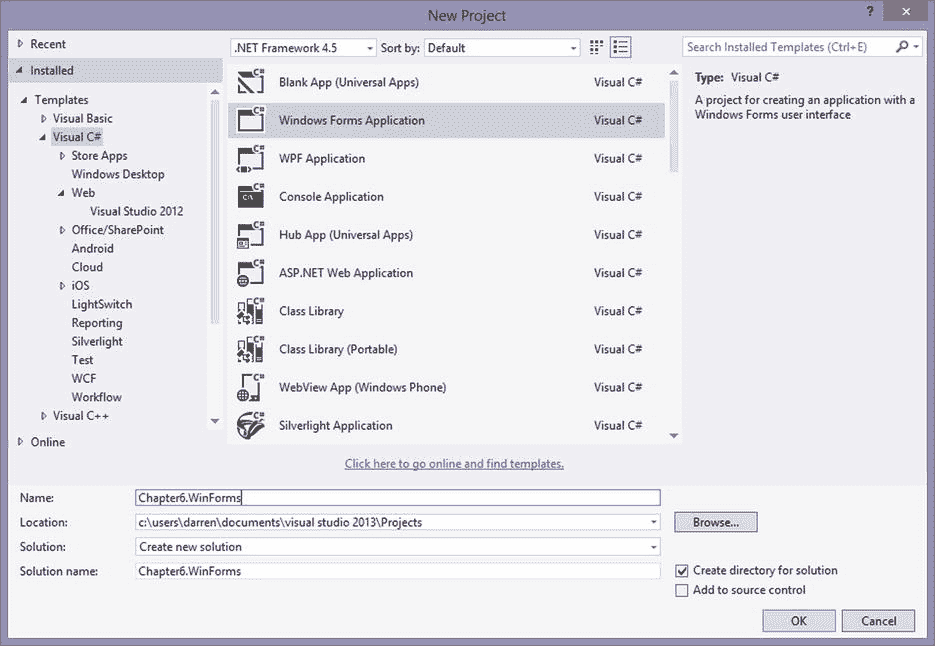 New Project
?
Recent
Installed
Templates
Visual Basic
Visual C#
Store Apps
Windows Desktop
Web
Visual Studio 2012
Office/SharePoint
Android
Cloud
iOS
LightSwitch
Reporting
Silverlight
Test
WCF
Workflow
Visual C++
Online
.NET Framework 4.5 Sort by: Default
Blank App (Universal Apps) Visual C#
Windows Forms Application Visual C#
WPF Application Visual C#
Console Application Visual C#
Hub App (Universal Apps) Visual C#
ASP.NET Web Application Visual C#
Class Library Visual C#
Class Library (Portable) Visual C#
WebView App (Windows Phone) Visual C#
Silverlight Application Visual C#
Click here to go online and find templates.
Search Installed Templates (Ctrl+E)
Type: Visual C#
A project for creating an application with a
Windows Forms user interface
Name: Chapter6.WinForms
Location: c:\users\darren\documents\visual studio 2013\Projects Browse...
Solution: Create new solution
Solution name: Chapter6.WinForms
Create directory for solution
Add to source control
OK Cancel